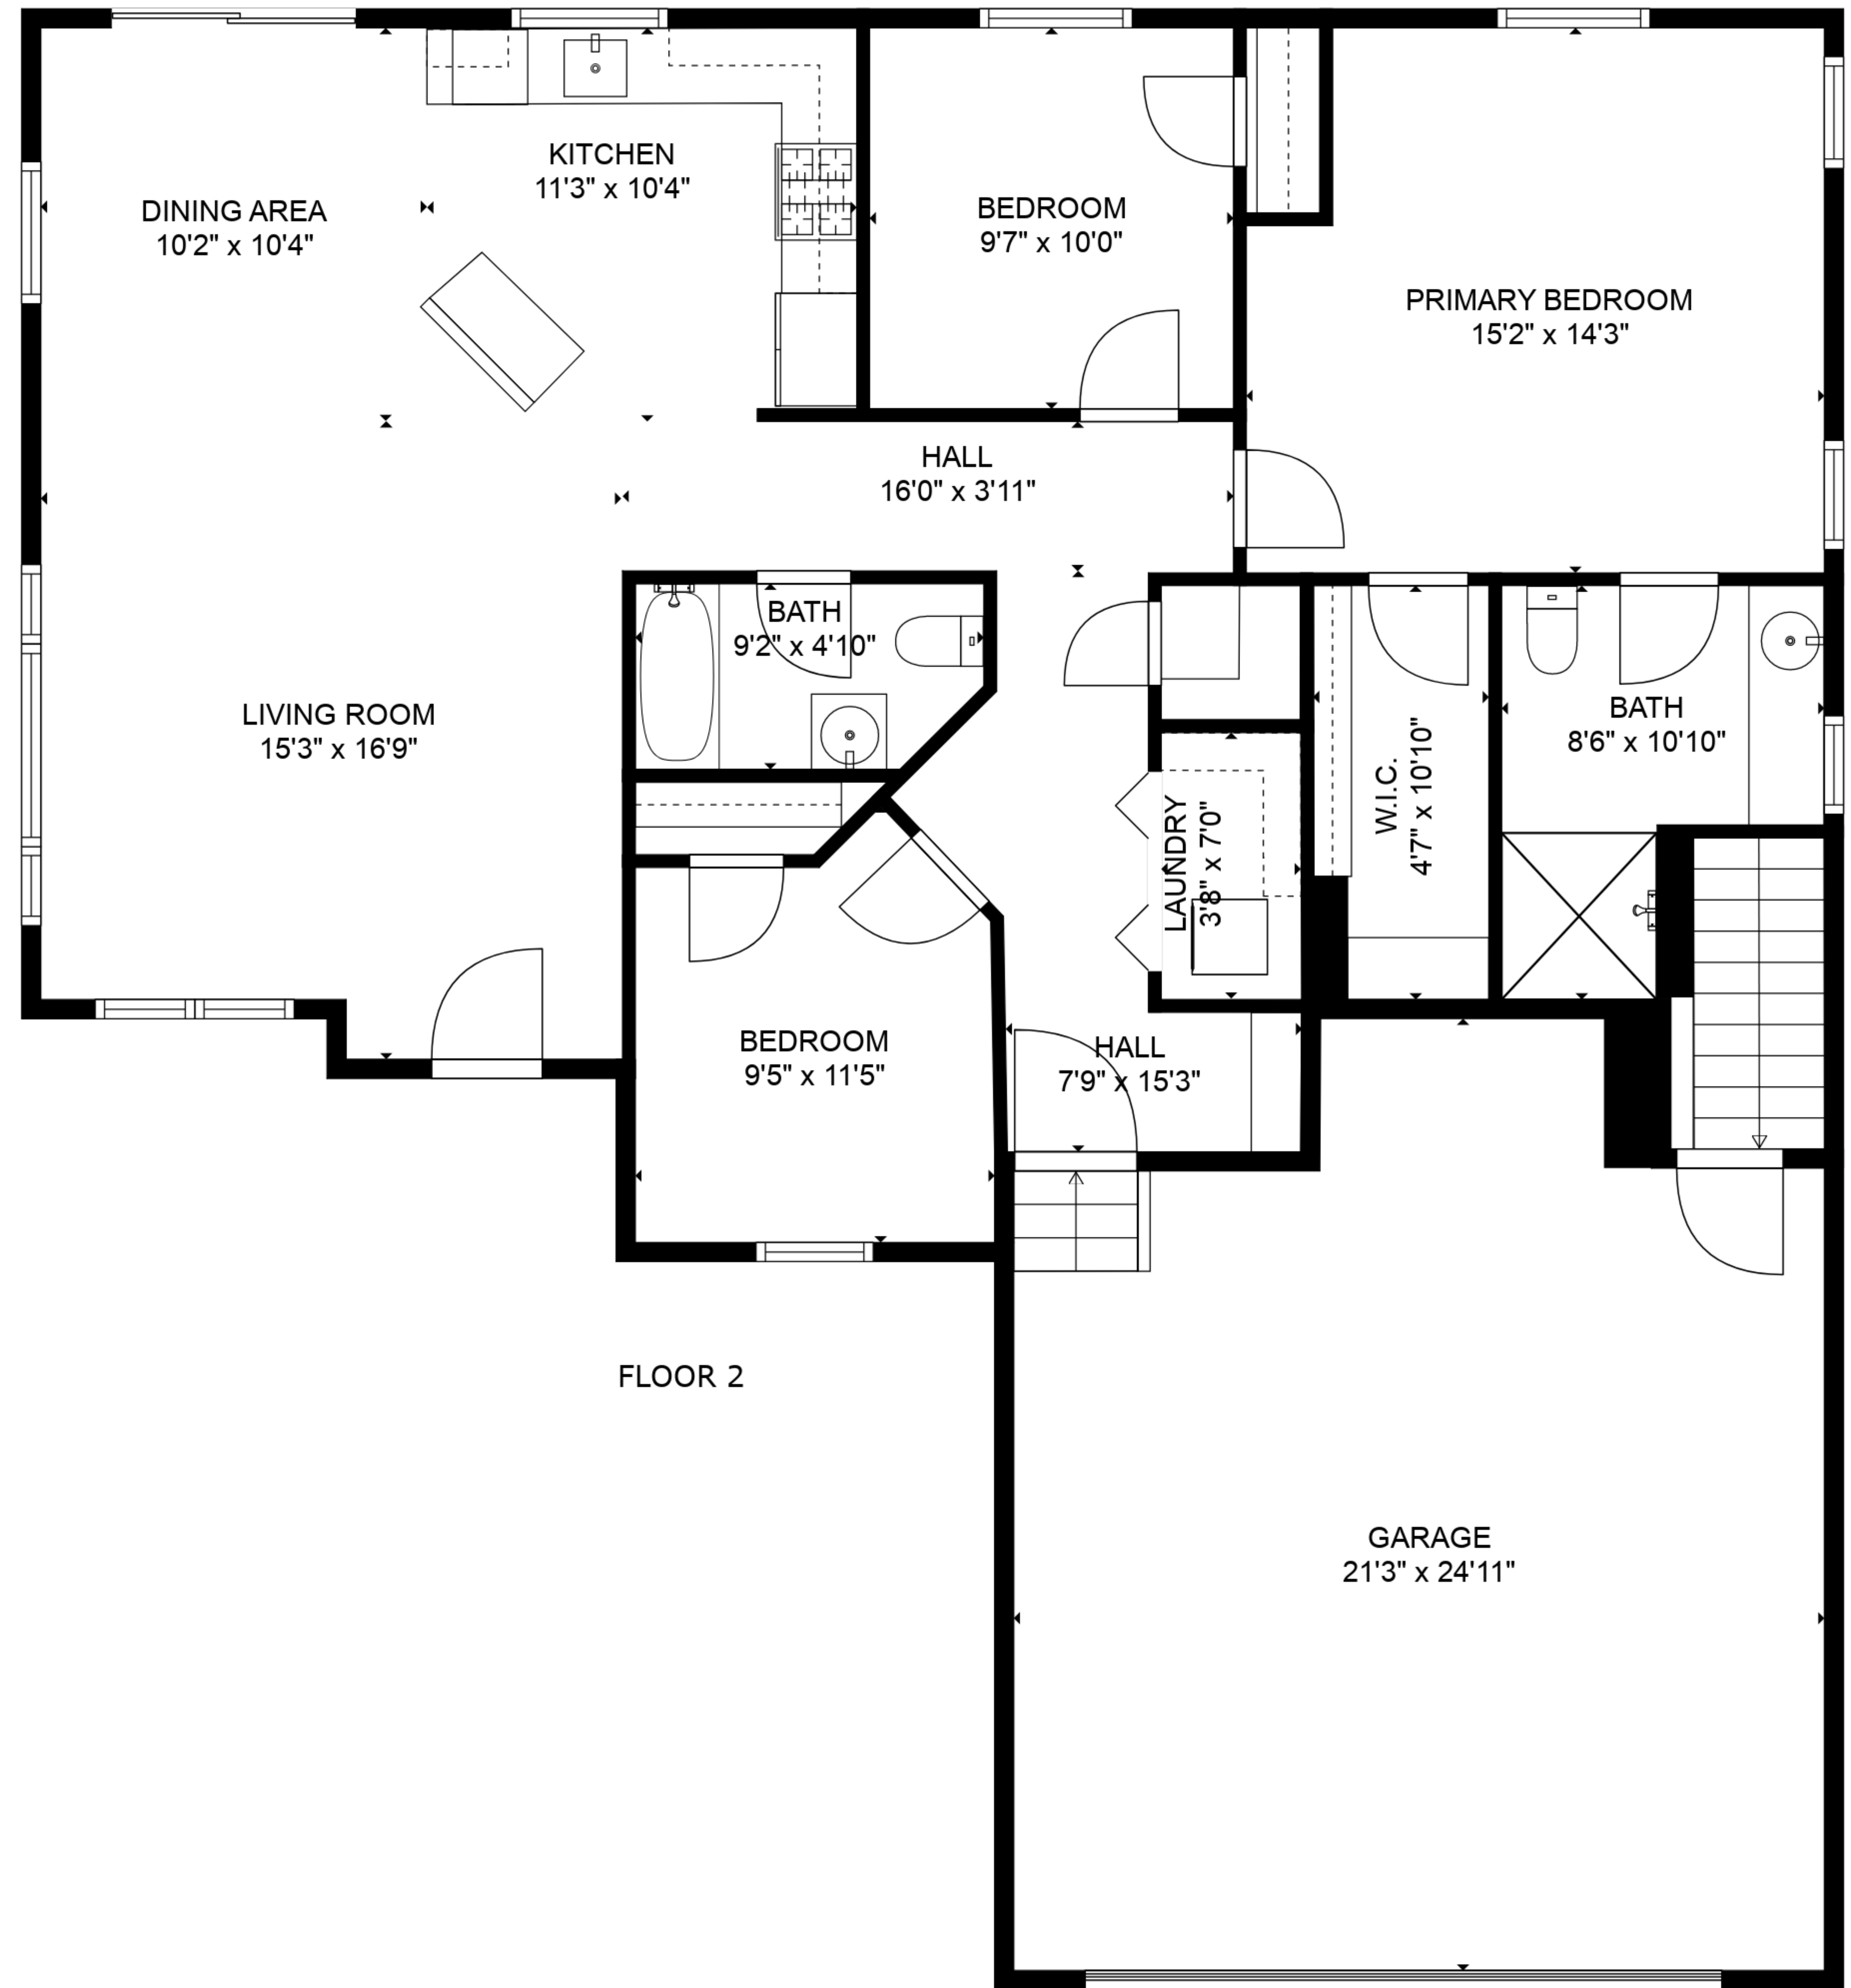 KITCHEN
11'3" x 10'4"
DINING AREA
10'2" x 10'4"
BEDROOM
9'7" x 10'0"
PRIMARY BEDROOM
15'2" x 14'3"
HALL
16'0" x 3'11"
BATH
9'2" x 4'10"
LIVING ROOM
15'3" x 16'9"
LAUNDRY
3'8" x 7'0"
W.I.C.
4'7" x 10'10"
BATH
8'6" x 10'10"
BEDROOM
9'5" x 11'5"
HALL
7'9" x 15'3"
FLOOR 2
GARAGE
21'3" x 24'11"